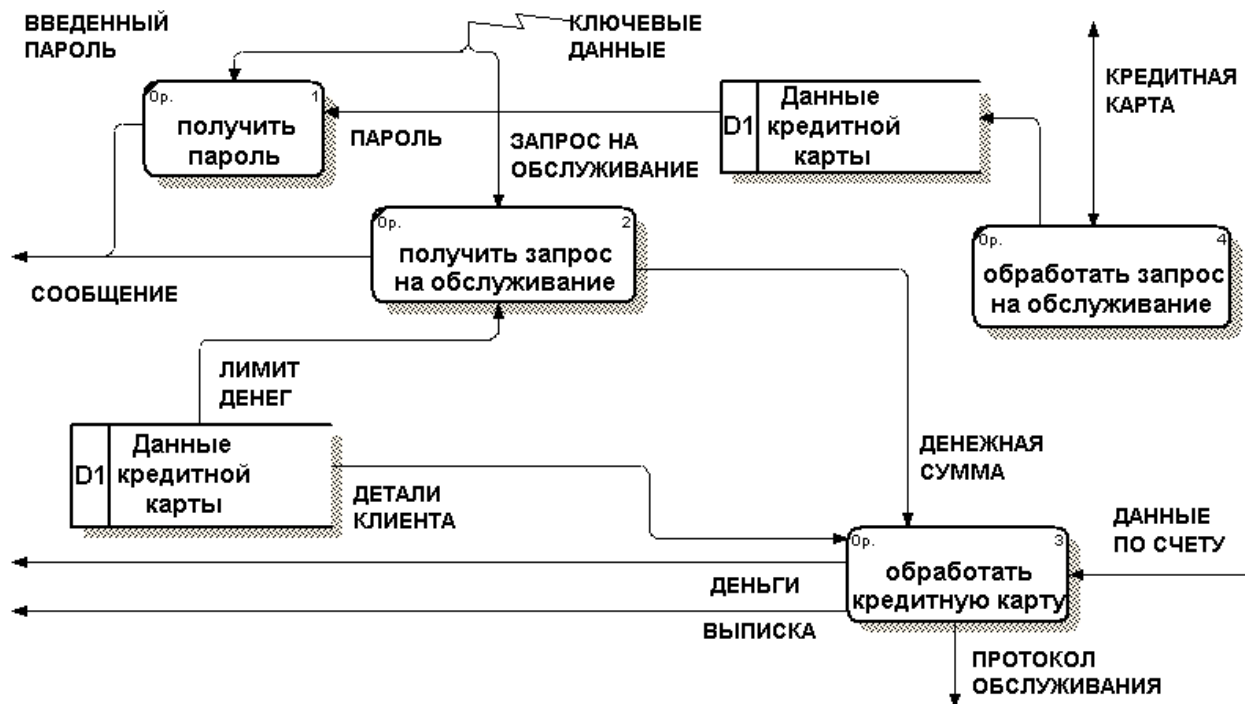 ВВЕДЕННЫЙ
ПАРОЛЬ
КЛЮЧЕВЫЕ
ДАННЫЕ
КРЕДИТНАЯ
КАРТА
0р. 1
получить
пароль
ПАРОЛЬ
ЗАПРОС НА
ОБСЛУЖИВАНИЕ
D1
Данные
кредитной
карты
0р. 2
получить запрос
на обслуживание
0р. 4
обработать запрос
на обслуживание
СООБЩЕНИЕ
ЛИМИТ
ДЕНЕГ
D1
Данные
кредитной
карты
ДЕТАЛИ
КЛИЕНТА
ДЕНЕЖНАЯ
СУММА
ДАННЫЕ
ПО СЧЕТУ
0р. 3
обработать
кредитную карту
ДЕНЬГИ
ВЫПИСКА
ПРОТОКОЛ
ОБСЛУЖИВАНИЯ